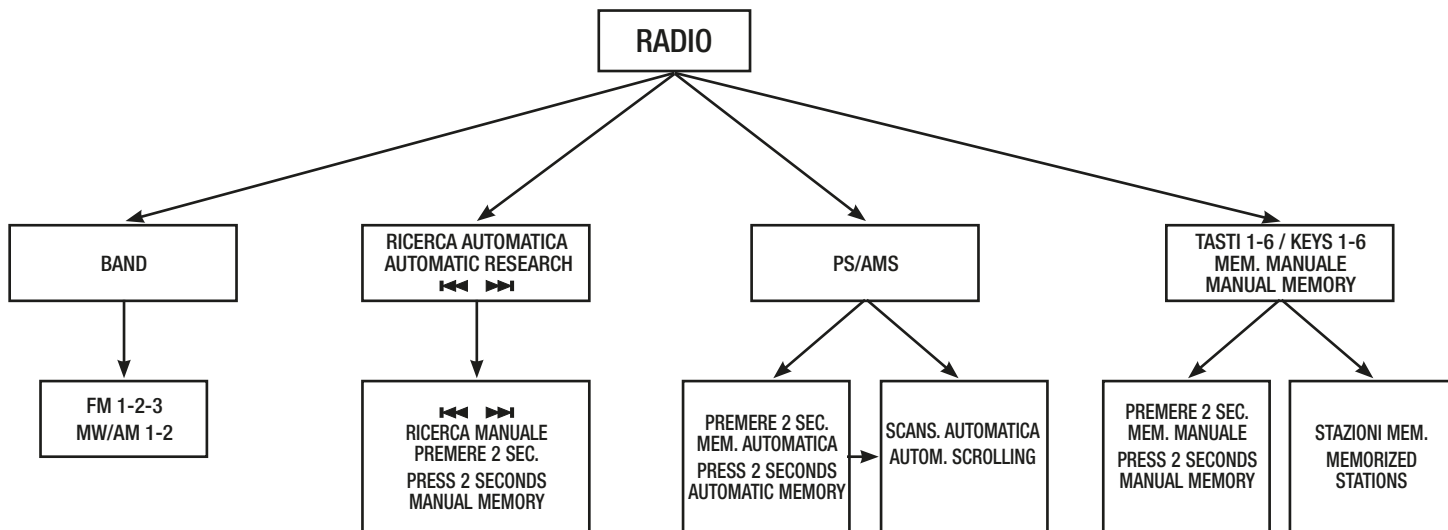 RADIO
BAND
RICERCA AUTOMATICA
AUTOMATIC RESEARCH
PS/AMS
TASTI 1-6 / KEYS 1-6
MEM. MANUALE
MANUAL MEMORY
FM 1-2-3
MW/AM 1-2
RICERCA MANUALE
PREMERE 2 SEC.
PRESS 2 SECONDS
MANUAL MEMORY
PREMERE 2 SEC.
MEM. AUTOMATICA
PRESS 2 SECONDS
AUTOMATIC MEMORY
SCANS. AUTOMATICA
AUTOM. SCROLLING
PREMERE 2 SEC.
MEM. MANUALE
PRESS 2 SECONDS
MANUAL MEMORY
STAZIONI MEM.
MEMORIZED
STATIONS